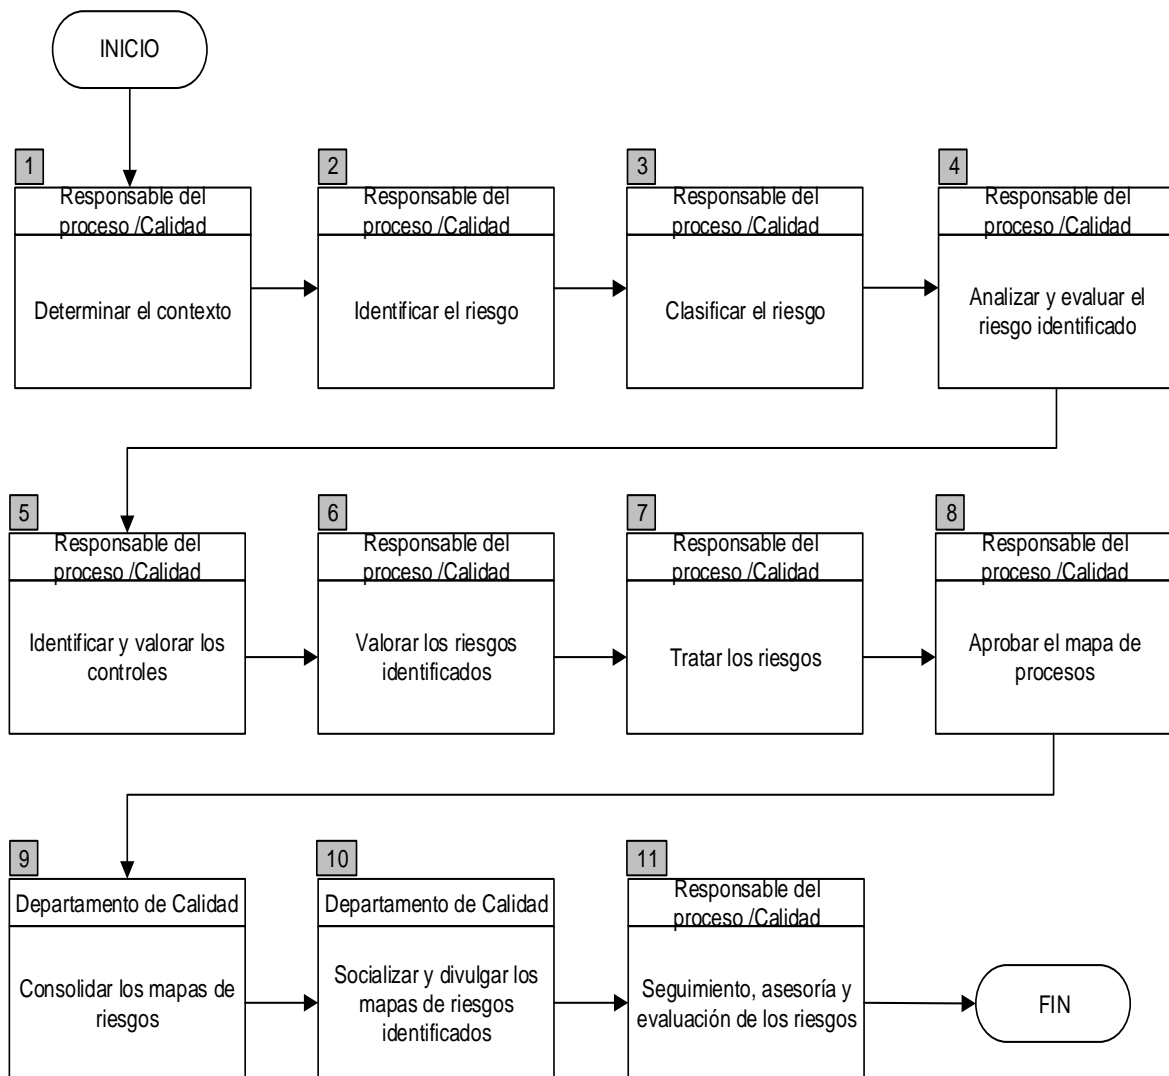 INICIO
1
Responsable del
proceso /Calidad
Determinar el contexto
2
Responsable del
proceso /Calidad
Identificar el riesgo
3
Responsable del
proceso /Calidad
Clasificar el riesgo
4
Responsable del
proceso /Calidad
Analizar y evaluar el
riesgo identificado
5
Responsable del
proceso /Calidad
Identificar y valorar los
controles
6
Responsable del
proceso /Calidad
Valorar los riesgos
identificados
7
Responsable del
proceso /Calidad
Tratar los riesgos
8
Responsable del
proceso /Calidad
Aprobar el mapa de
procesos
9
Departamento de Calidad
Consolidar los mapas de
riesgos
10
Departamento de Calidad
Socializar y divulgar los
mapas de riesgos
identificados
11
Responsable del
proceso /Calidad
Seguimiento, asesoría y
evaluación de los riesgos
FIN